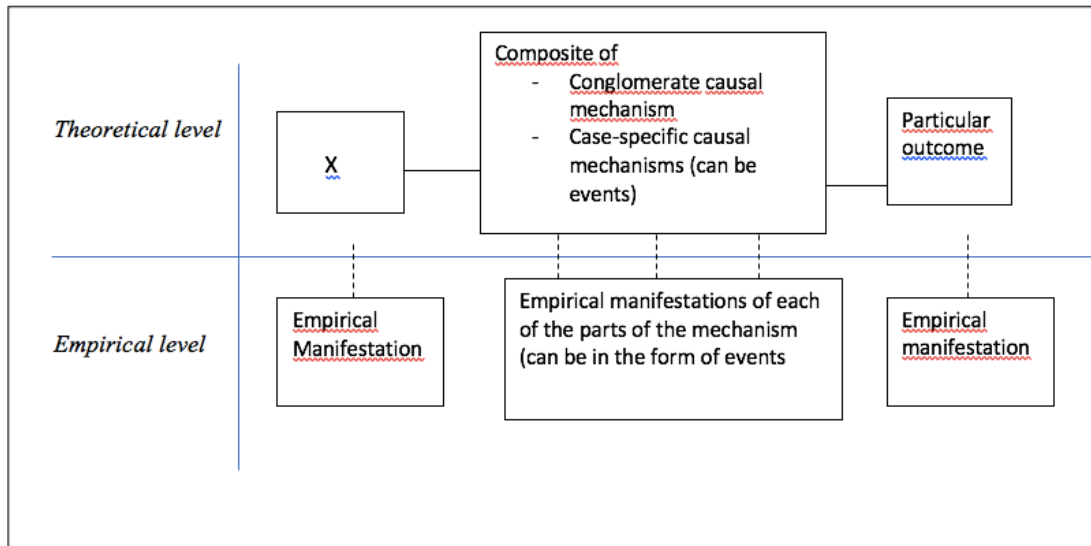 Theoretical level
X
Composite of
- Conglomerate causal
mechanism
- Case-specific causal
mechanisms (can be
events)
Particular
outcome
Empirical level
Empirical
Manifestation
Empirical manifestations of each
of the parts of the mechanism
(can be in the form of events
Empirical
manifestation